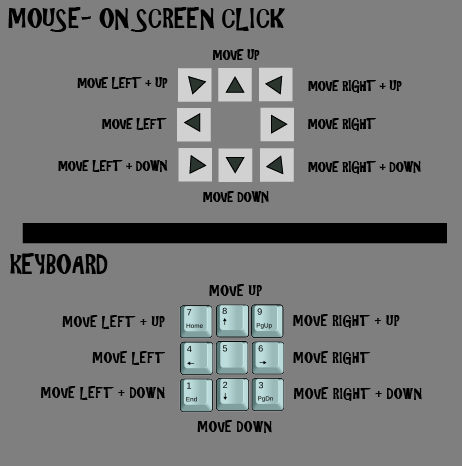 MOUSE- ON SCREEN CLICK
MOVE UP
MOVE LEFT + UP
MOVE RIGHT + UP
MOVE LEFT
MOVE RIGHT
MOVE LEFT + DOWN
MOVE RIGHT + DOWN
MOVE DOWN
KEYBOARD
MOVE UP
MOVE LEFT + UP
7 Home
8 ↑
9 PgUp
MOVE RIGHT + UP
MOVE LEFT
4 ←
5
6 →
MOVE RIGHT
MOVE LEFT + DOWN
1 End
2 ↓
3 PgDn
MOVE RIGHT + DOWN
MOVE DOWN